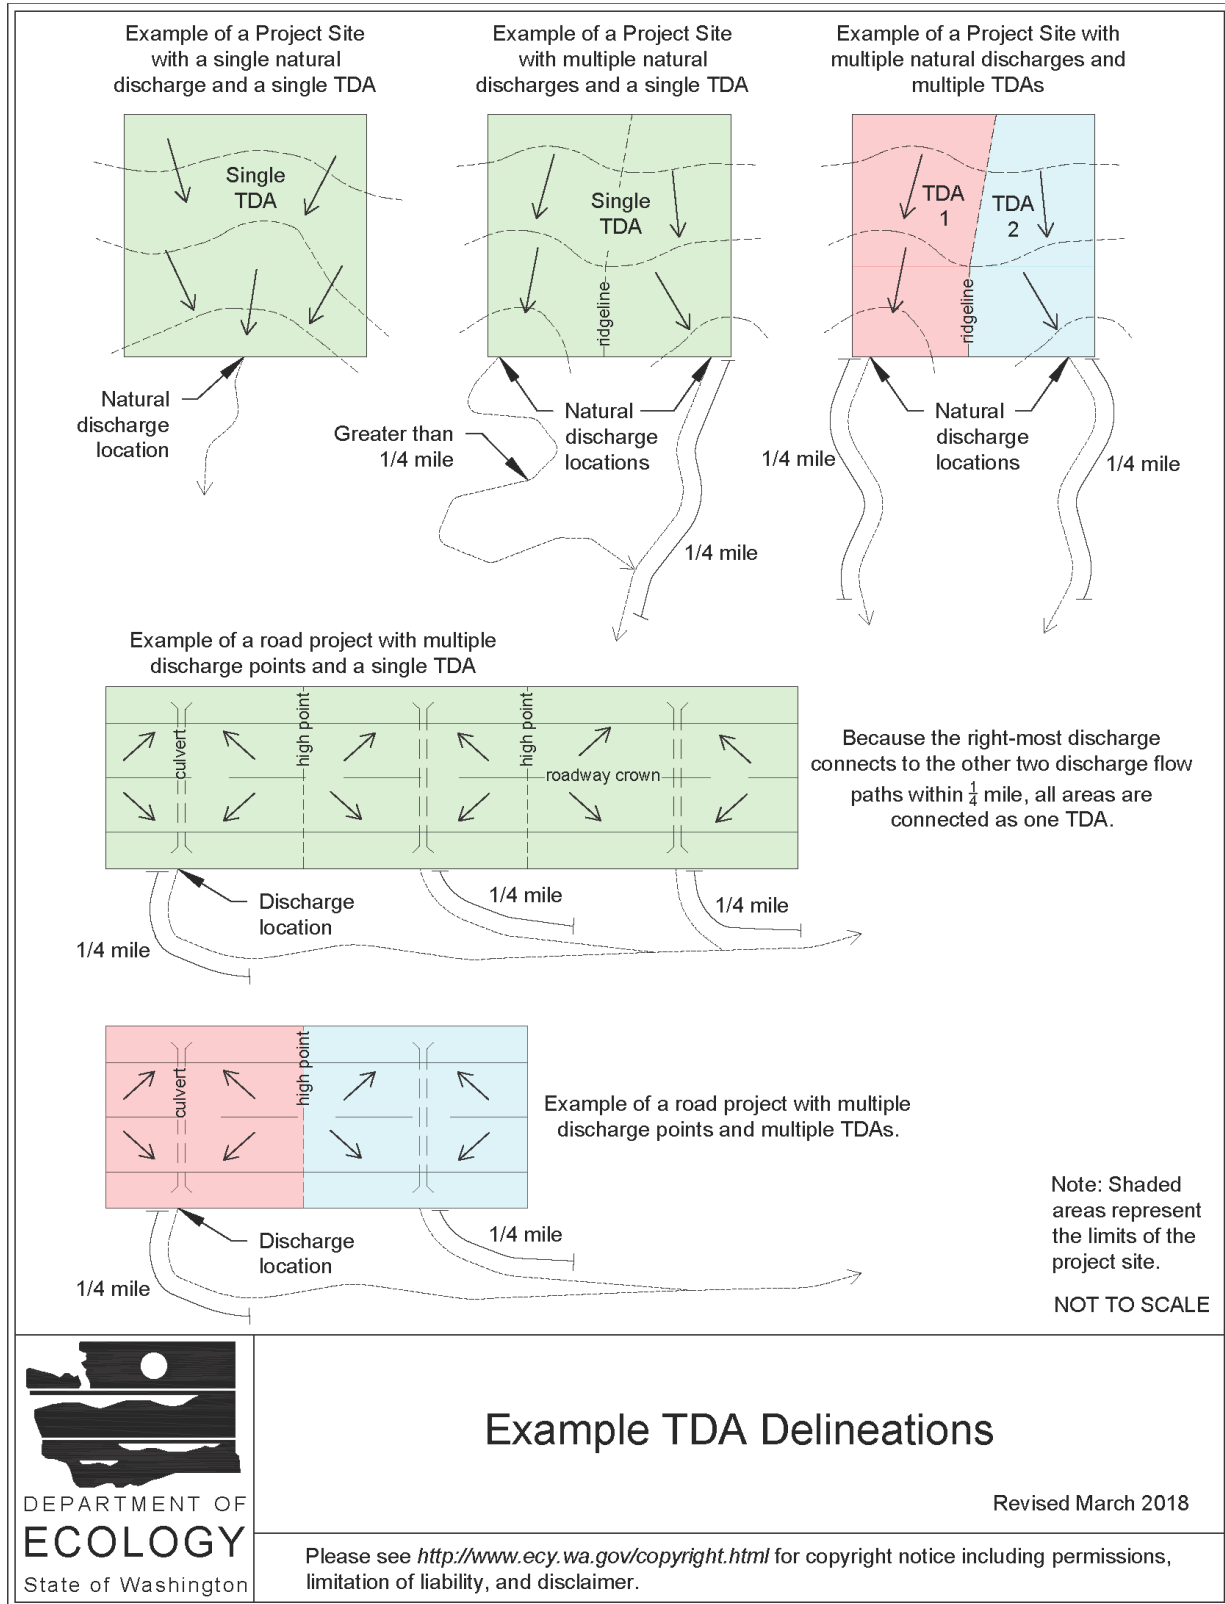 Example of a Project Site
with a single natural
discharge and a single TDA
Example of a Project Site
with multiple natural
discharges and a single TDA
Example of a Project Site with
multiple natural discharges and
multiple TDAs
Single
TDA
Natural
discharge
location
Single
TDA
ridgeline
Natural
discharge
locations
Greater than
1/4 mile
1/4 mile
TDA
1
TDA
2
ridgeline
Natural
discharge
locations
1/4 mile
1/4 mile
Example of a road project with multiple
discharge points and a single TDA
culvert
high point
high point
roadway crown
Because the right-most discharge
connects to the other two discharge flow
paths within 1/4 mile, all areas are
connected as one TDA.
Discharge
location
1/4 mile
1/4 mile
1/4 mile
culvert
high point
Example of a road project with multiple
discharge points and multiple TDAs.
Discharge
location
1/4 mile
1/4 mile
Note: Shaded
areas represent
the limits of the
project site.
NOT TO SCALE
DEPARTMENT OF
ECOLOGY
State of Washington
Example TDA Delineations
Revised March 2018
Please see http://www.ecy.wa.gov/copyright.html for copyright notice including permissions,
limitation of liability, and disclaimer.